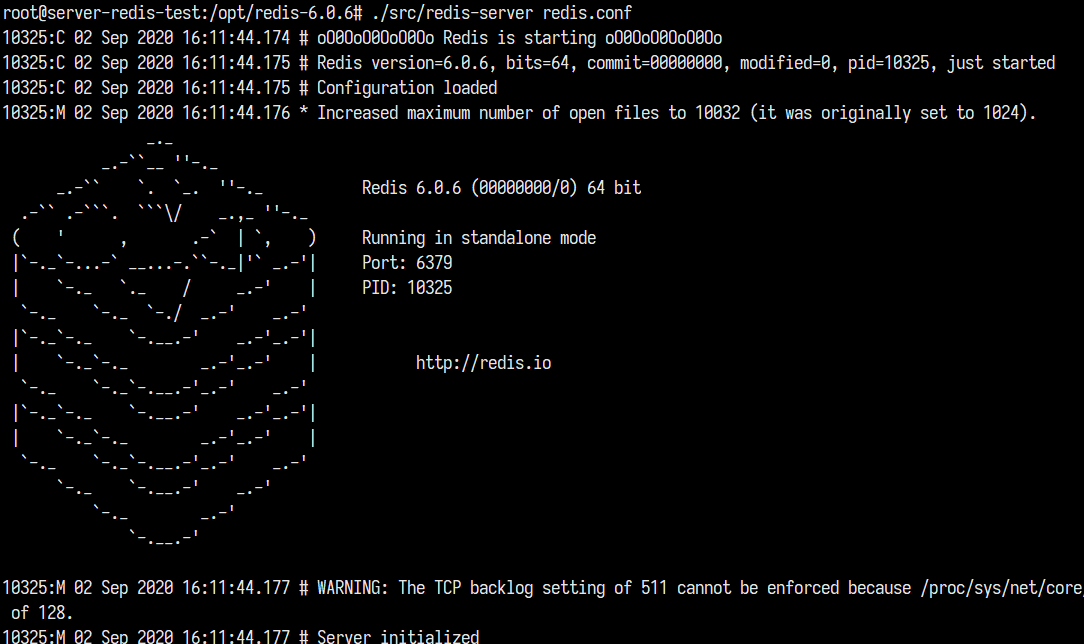 root@server-redis-test:/opt/redis-6.0.6# ./src/redis-server redis.conf
10325:C 02 Sep 2020 16:11:44.174 # oO0OoO0OoO0Oo Redis is starting oO0OoO0OoO0Oo
10325:C 02 Sep 2020 16:11:44.175 # Redis version=6.0.6, bits=64, commit=00000000, modified=0, pid=10325, just started
10325:C 02 Sep 2020 16:11:44.175 # Configuration loaded
10325:M 02 Sep 2020 16:11:44.176 * Increased maximum number of open files to 10032 (it was originally set to 1024).
Redis 6.0.6 (00000000/0) 64 bit
Running in standalone mode
Port: 6379
PID: 10325
http://redis.io
10325:M 02 Sep 2020 16:11:44.177 # WARNING: The TCP backlog setting of 511 cannot be enforced because /proc/sys/net/core
of 128.
10325:M 02 Sep 2020 16:11:44.177 # Server initialized